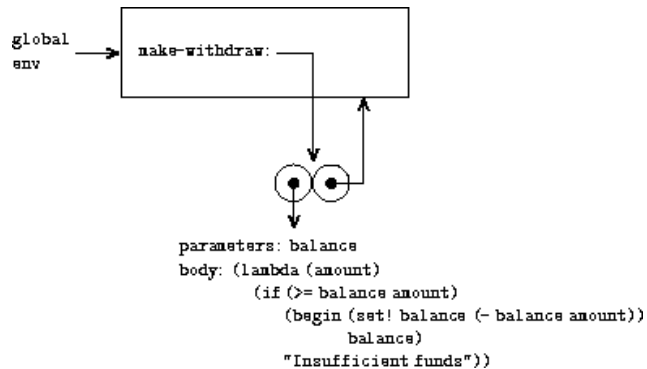 global
env
make-withdraw:
parameters: balance
body: (lambda (amount)
(if (>= balance amount)
(begin (set! balance (- balance amount))
balance)
"Insufficient funds"))